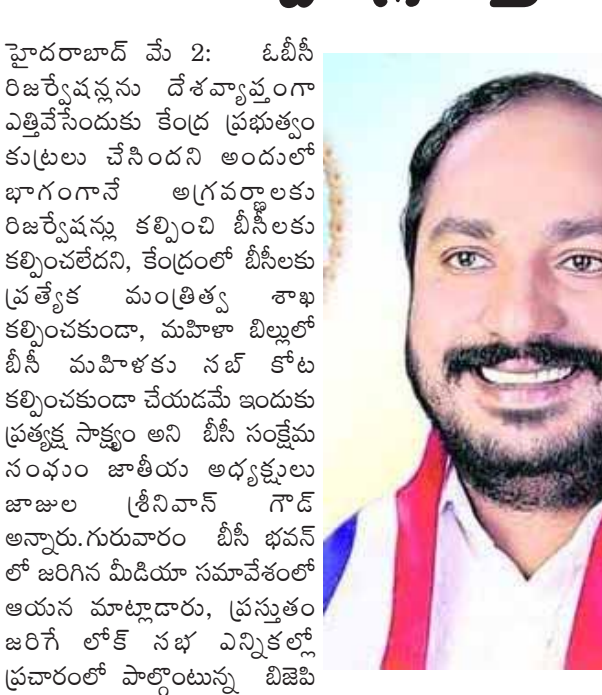 హైదరాబాద్ మే 2: ఓబీసీ
రిజర్వేషన్లను దేశవ్యాప్తంగా
ఎత్తివేసేందుకు కేంద్ర ప్రభుత్వం
కుట్రలు చేసిందని అందులో
భాగంగానే అగ్రవర్ణాలకు
రిజర్వేషన్లు కల్పించి బీసీలకు
కల్పించలేదని, కేంద్రంలో బీసీలకు
ప్రత్యేక మంత్రిత్వ శాఖ
కల్పించకుండా, మహిళా బిల్లులో
బీసీ మహిళకు సబ్ కోట
కల్పించకుండా చేయడమే ఇందుకు
ప్రత్యక్ష సాక్ష్యం అని బీసీ సంక్షేమ
సంఘం జాతీయ అధ్యక్షులు
జాజుల శ్రీనివాస్ గౌడ్
అన్నారు.గురువారం బీసీ భవన్
లో జరిగిన మీడియా సమావేశంలో
ఆయన మాట్లాడారు, ప్రస్తుతం
జరిగే లోక్ సభ ఎన్నికల్లో
ప్రచారంలో పాల్గొంటున్న బిజెపి